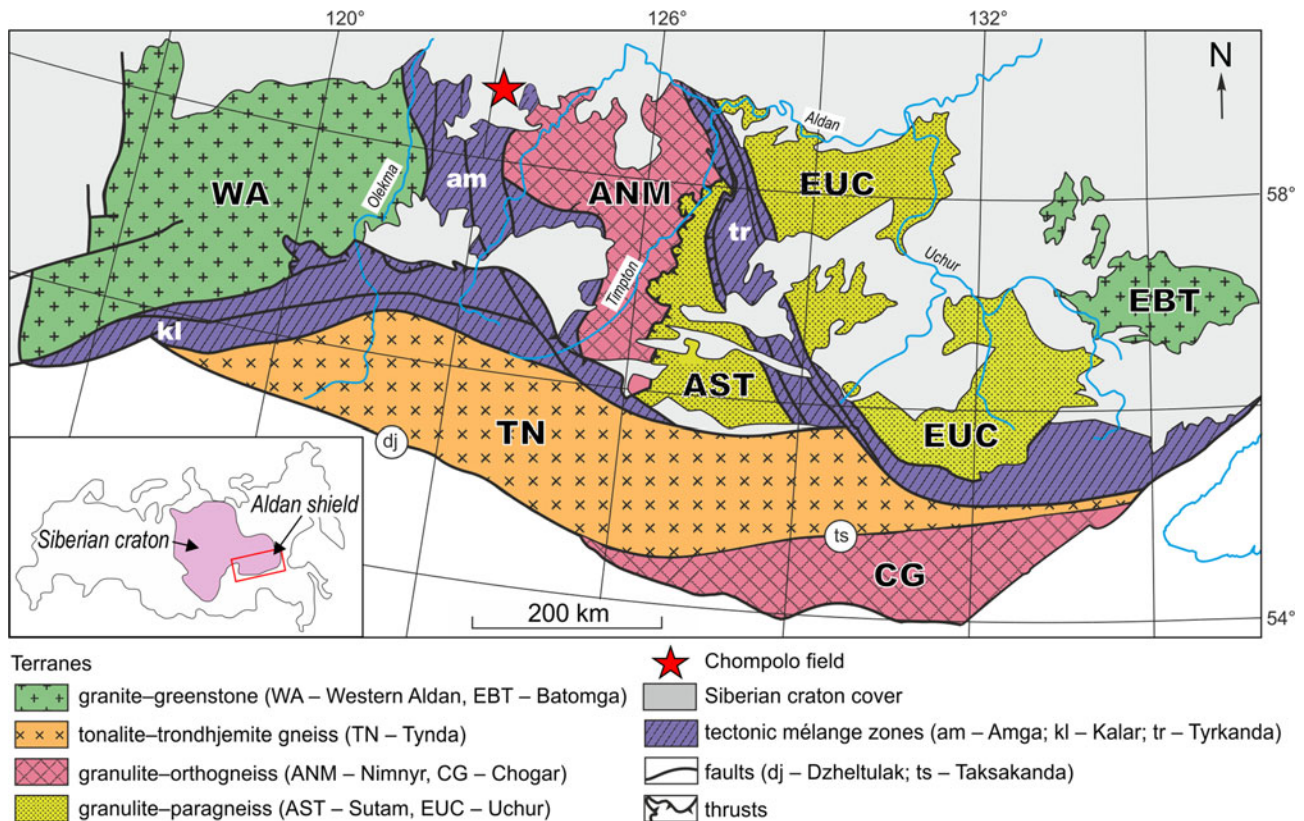 120°
126°
132°
N
Aldan
WA
Olekma
am
ANM
EUC
58°
tr
Uchur
Timpton
EBT
kl
AST
TN
EUC
dj
Aldan shield
Siberian craton
ts
CG
200 km
54°
Terranes
granite–greenstone (WA – Western Aldan, EBT – Batomga)
tonalite–trondhjemite gneiss (TN – Tynda)
granulite–orthogneiss (ANM – Nimnyr, CG – Chogar)
granulite–paragneiss (AST – Sutam, EUC – Uchur)
Chompolo field
Siberian craton cover
tectonic mélange zones (am – Amga; kl – Kalar; tr – Tyrkanda)
faults (dj – Dzheltulak; ts – Taksakanda)
thrusts